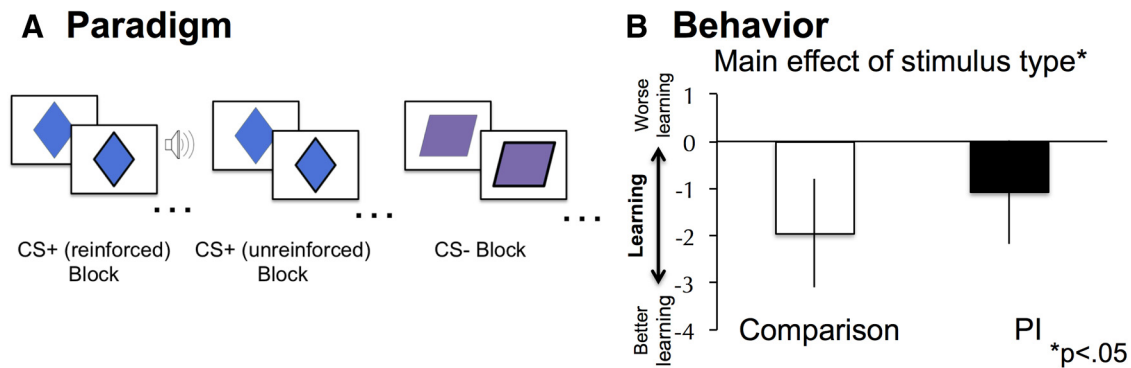 A Paradigm
...
...
...
CS+ (reinforced)
Block
CS+ (unreinforced)
Block
CS- Block
B Behavior
Main effect of stimulus type*
Worse
learning
Learning
Better
learning
1
0
-1
-2
-3
-4
Comparison
PI
*p<.05